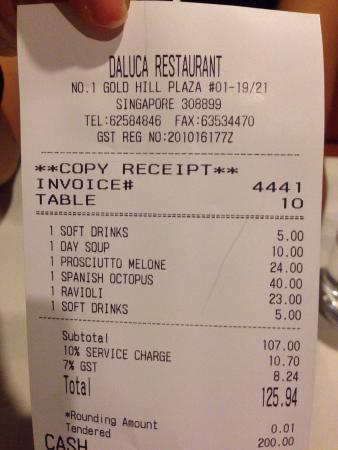 DALUCA RESTAURANT
NO.1 GOLD HILL PLAZA #01-19/21
SINGAPORE 308899
TEL:62584846 FAX:63534470
GST REG NO:201016177Z
**COPY RECEIPT**
INVOICE# 4441
TABLE 10
1 SOFT DRINKS 5.00
1 DAY SOUP 10.00
1 PROSCIUTTO MELONE 24.00
1 SPANISH OCTOPUS 40.00
1 RAVIOLI 23.00
1 SOFT DRINKS 5.00
Subtotal 107.00
10% SERVICE CHARGE 10.70
7% GST 8.24
Total 125.94
*Rounding Amount 0.01
Tendered 200.00
CASH